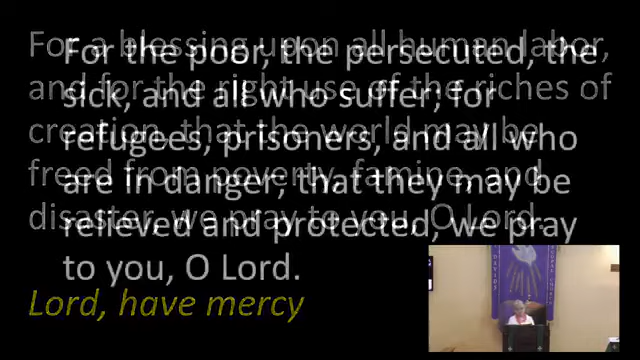 For a blessing upon all human labor,
and for the right use of the riches of
creation, that the world may be
freed from poverty, famine, and
disaster, we pray to you, O Lord.
Lord, have mercy
For the poor, the persecuted, the
sick, and all who suffer; for
refugees, prisoners, and all who
are in danger; that they may be
relieved and protected, we pray
to you, O Lord.